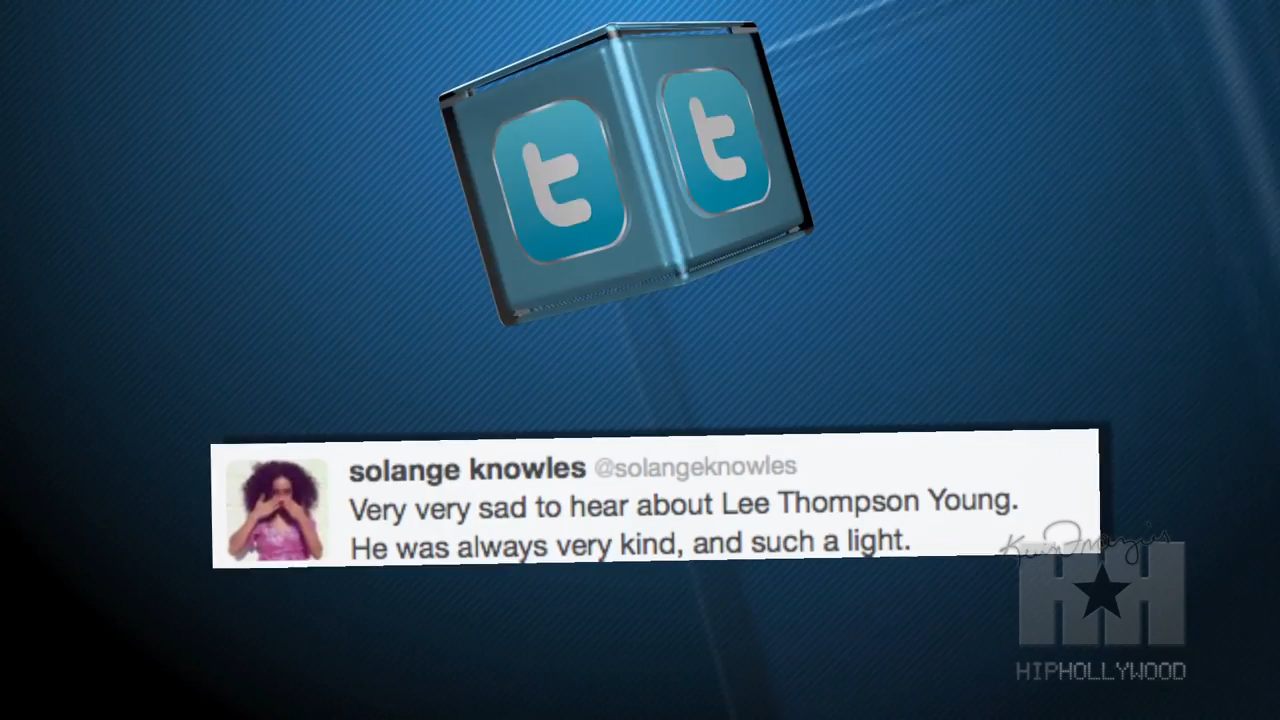 t t
solange knowles @solangeknowles
Very very sad to hear about Lee Thompson Young.
He was always very kind, and such a light.
HH
HIPHOLLYWOOD